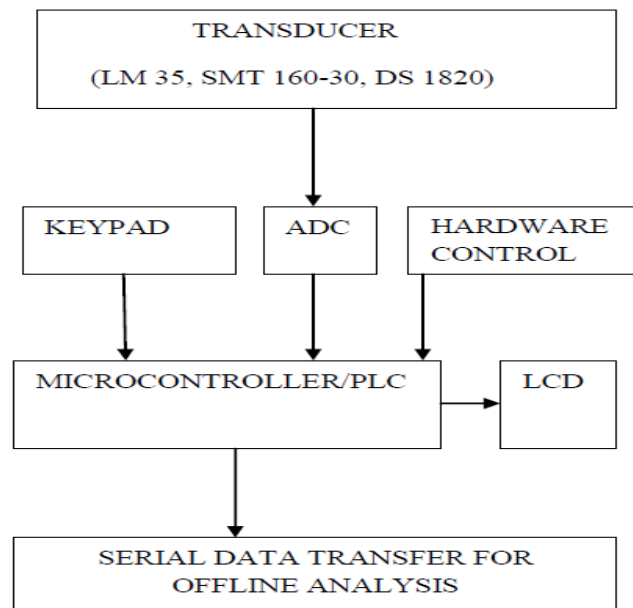 TRANSDUCER
(LM 35, SMT 160-30, DS 1820)
KEYPAD
ADC
HARDWARE
CONTROL
MICROCONTROLLER/PLC
LCD
SERIAL DATA TRANSFER FOR
OFFLINE ANALYSIS